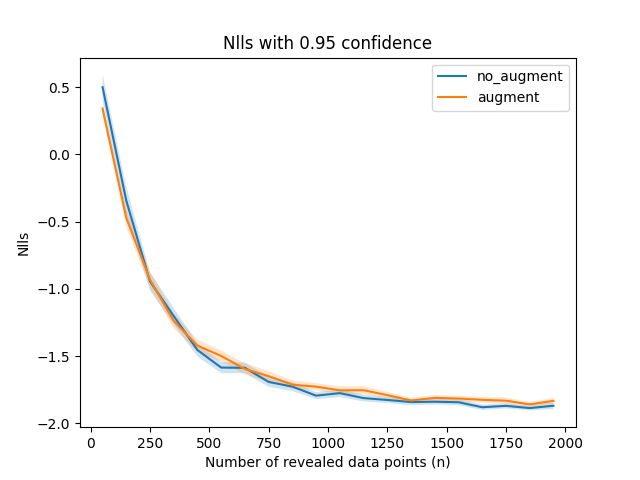 Nlls with 0.95 confidence
no_augment
augment
Nlls
0.5
0.0
−0.5
−1.0
−1.5
−2.0
0 250 500 750 1000 1250 1500 1750 2000
Number of revealed data points (n)